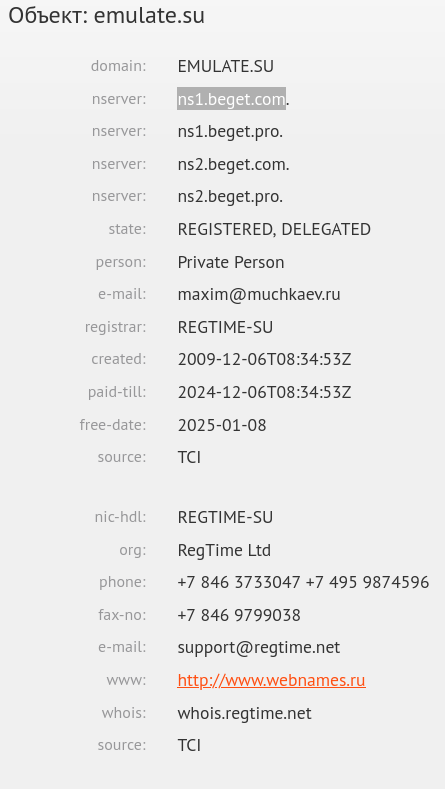 Объект: emulate.su
domain: EMULATE.SU
nserver: ns1.beget.com.
nserver: ns1.beget.pro.
nserver: ns2.beget.com.
nserver: ns2.beget.pro.
state: REGISTERED, DELEGATED
person: Private Person
e-mail: maxim@muchkaev.ru
registrar: REGTIME-SU
created: 2009-12-06T08:34:53Z
paid-till: 2024-12-06T08:34:53Z
free-date: 2025-01-08
source: TCI
nic-hdl: REGTIME-SU
org: RegTime Ltd
phone: +7 846 3733047 +7 495 9874596
fax-no: +7 846 9799038
e-mail: support@regtime.net
www: http://www.webnames.ru
whois: whois.regtime.net
source: TCI